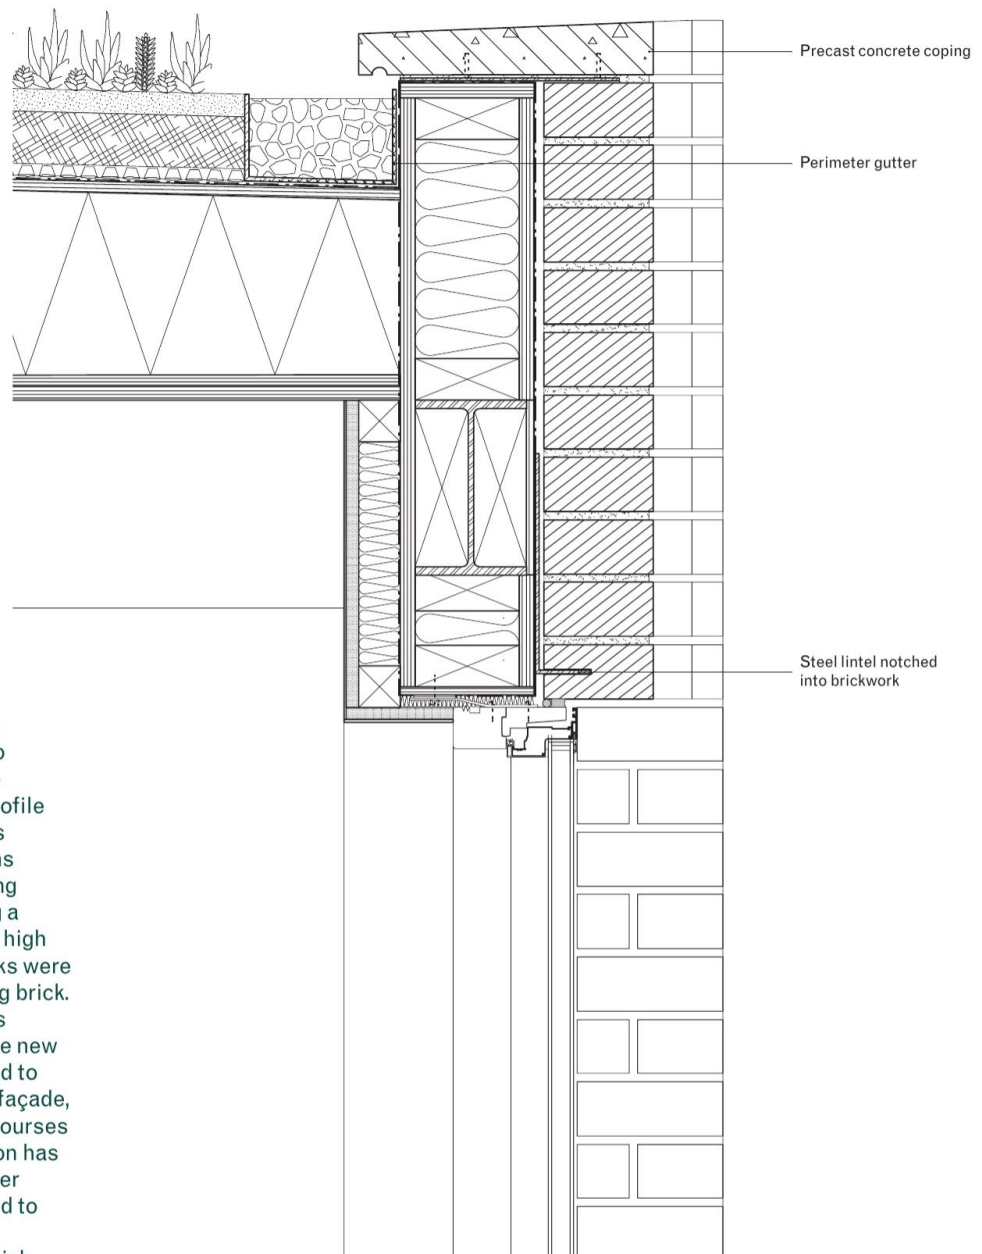 Precast concrete coping
Perimeter gutter
Steel lintel notched
into brickwork
ofile
s
ng
a
high
ks were
g brick.
s
e new
d to
façade,
ourses
on has
er
d to